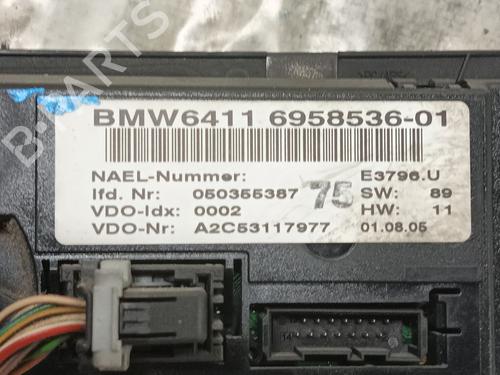 BMW6411 6958536-01
NAEL-Nummer: E3796.U
lfd. Nr: 050355387 75 SW: 89
VDO-Idx: 0002 HW: 11
VDO-Nr: A2C53117977 01.08.05
B-PARTS
14